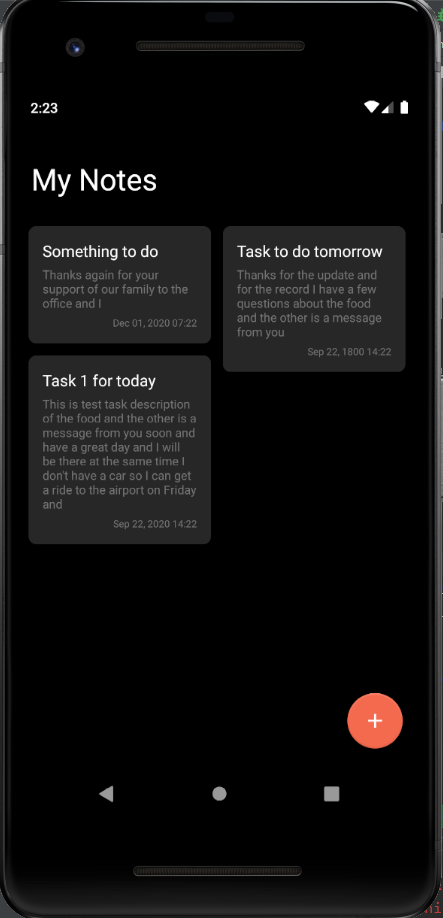 2:23
My Notes
Something to do
Thanks again for your
support of our family to the
office and I
Dec 01, 2020 07:22
Task to do tomorrow
Thanks for the update and
for the record I have a few
questions about the food
and the other is a message
from you
Sep 22, 1800 14:22
Task 1 for today
This is test task description
of the food and the other is a
message from you soon and
have a great day and I will
be there at the same time I
don't have a car so I can get
a ride to the airport on Friday
and
Sep 22, 2020 14:22
+